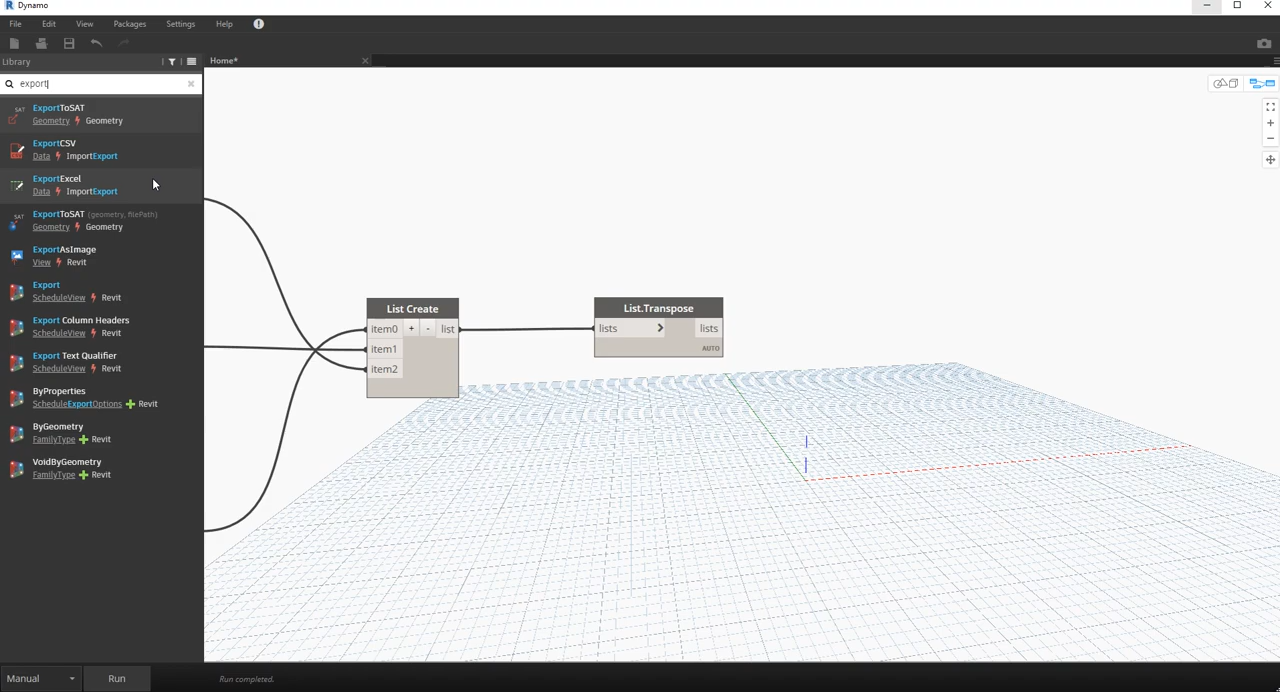 R Dynamo
File Edit View Packages Settings Help !
Library
Home*
export
SAT
ExportToSAT
Geometry Geometry
ExportCSV
Data ImportExport
ExportExcel
Data ImportExport
SAT
ExportToSAT (geometry, filePath)
Geometry Geometry
ExportAsImage
View Revit
Export
ScheduleView Revit
Export Column Headers
ScheduleView Revit
Export Text Qualifier
ScheduleView Revit
ByProperties
ScheduleExportOptions Revit
ByGeometry
FamilyType Revit
VoidByGeometry
FamilyType Revit
List Create
item0 + - list
item1
item2
List.Transpose
lists > lists
AUTO
Manual Run Run completed.